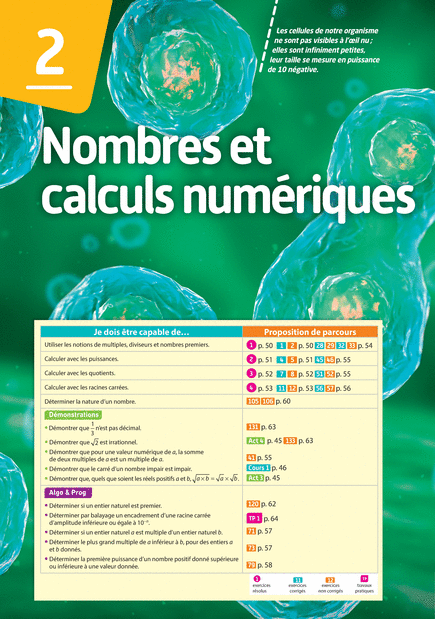 2
Les cellules de notre organisme
ne sont pas visibles à l'œil nu ;
elles sont infiniment petites,
leur taille se mesure en puissance
de 10 négative.
Nombres et
calculs numériques
Je dois être capable de… Proposition de parcours
Utiliser les notions de multiples, diviseurs et nombres premiers. 1 p. 50 1 2 p. 50 28 29 32 33 p. 54
Calculer avec les puissances. 2 p. 51 4 5 p. 51 45 46 p. 55
Calculer avec les quotients. 3 p. 52 7 8 p. 52 51 52 p. 55
Calculer avec les racines carrées. 4 p. 53 11 12 p. 53 56 57 p. 56
Déterminer la nature d'un nombre. 105 106 p. 60
Démonstrations
• Démontrer que 1/3 n'est pas décimal. 131 p. 63
• Démontrer que √2 est irrationnel. Act 4 p. 45 133 p. 63
• Démontrer que pour une valeur numérique de a, la somme
de deux multiples de a est un multiple de a. 41 p. 55
• Démontrer que le carré d'un nombre impair est impair. Cours 1 p. 46
• Démontrer que, quels que soient les réels positifs a et b, √a × b = √a × √b. Act 3 p. 45
Algo & Prog
• Déterminer si un entier naturel est premier. 120 p. 62
• Déterminer par balayage un encadrement d'une racine carrée
d'amplitude inférieure ou égale à 10⁻ⁿ. TP 1 p. 64
• Déterminer si un entier naturel a est multiple d'un entier naturel b. 71 p. 57
• Déterminer le plus grand multiple de a inférieur à b, pour des entiers a
et b donnés. 73 p. 57
• Déterminer la première puissance d'un nombre positif donné supérieure
ou inférieure à une valeur donnée. 79 p. 58
1 11 12 TP
exercices exercices exercices travaux
résolus corrigés non corrigés pratiques